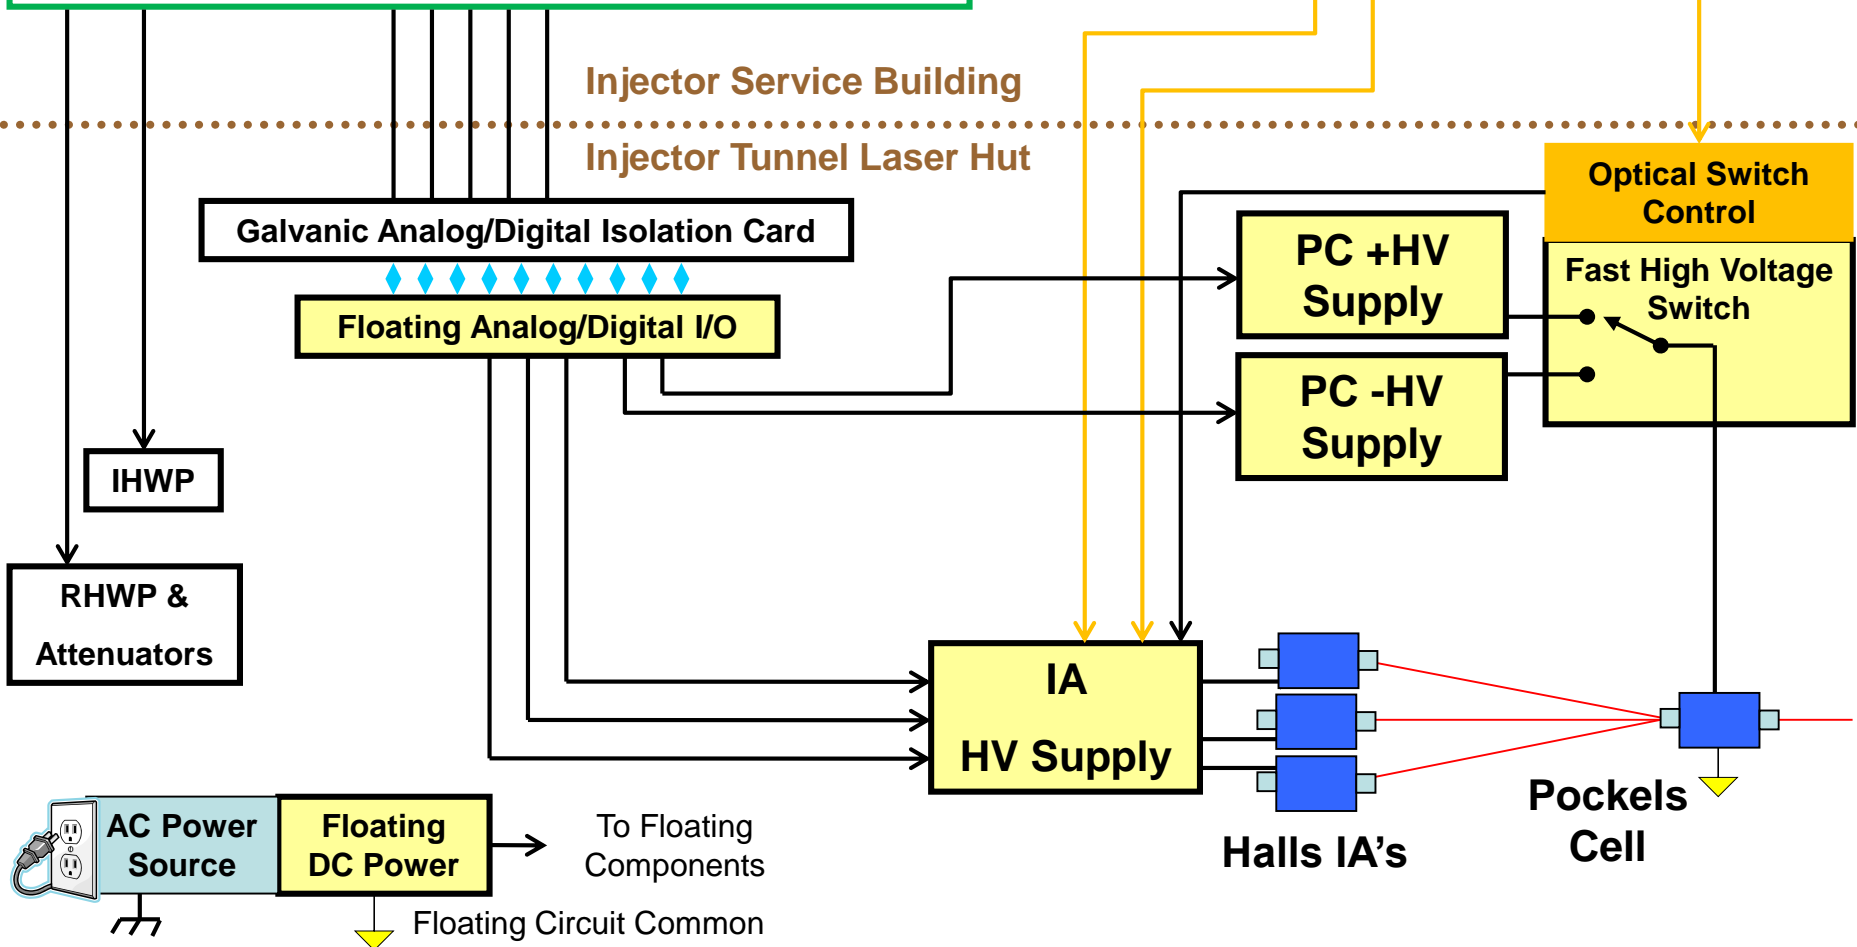 Injector Service Building
Injector Tunnel Laser Hut
Optical Switch
Control
Galvanic Analog/Digital Isolation Card
PC +HV
Supply
Fast High Voltage
Switch
Floating Analog/Digital I/O
PC -HV
Supply
IHWP
RHWP &
Attenuators
IA
HV Supply
Pockels
Cell
Halls IA's
AC Power
Source
Floating
DC Power
To Floating
Components
Floating Circuit Common